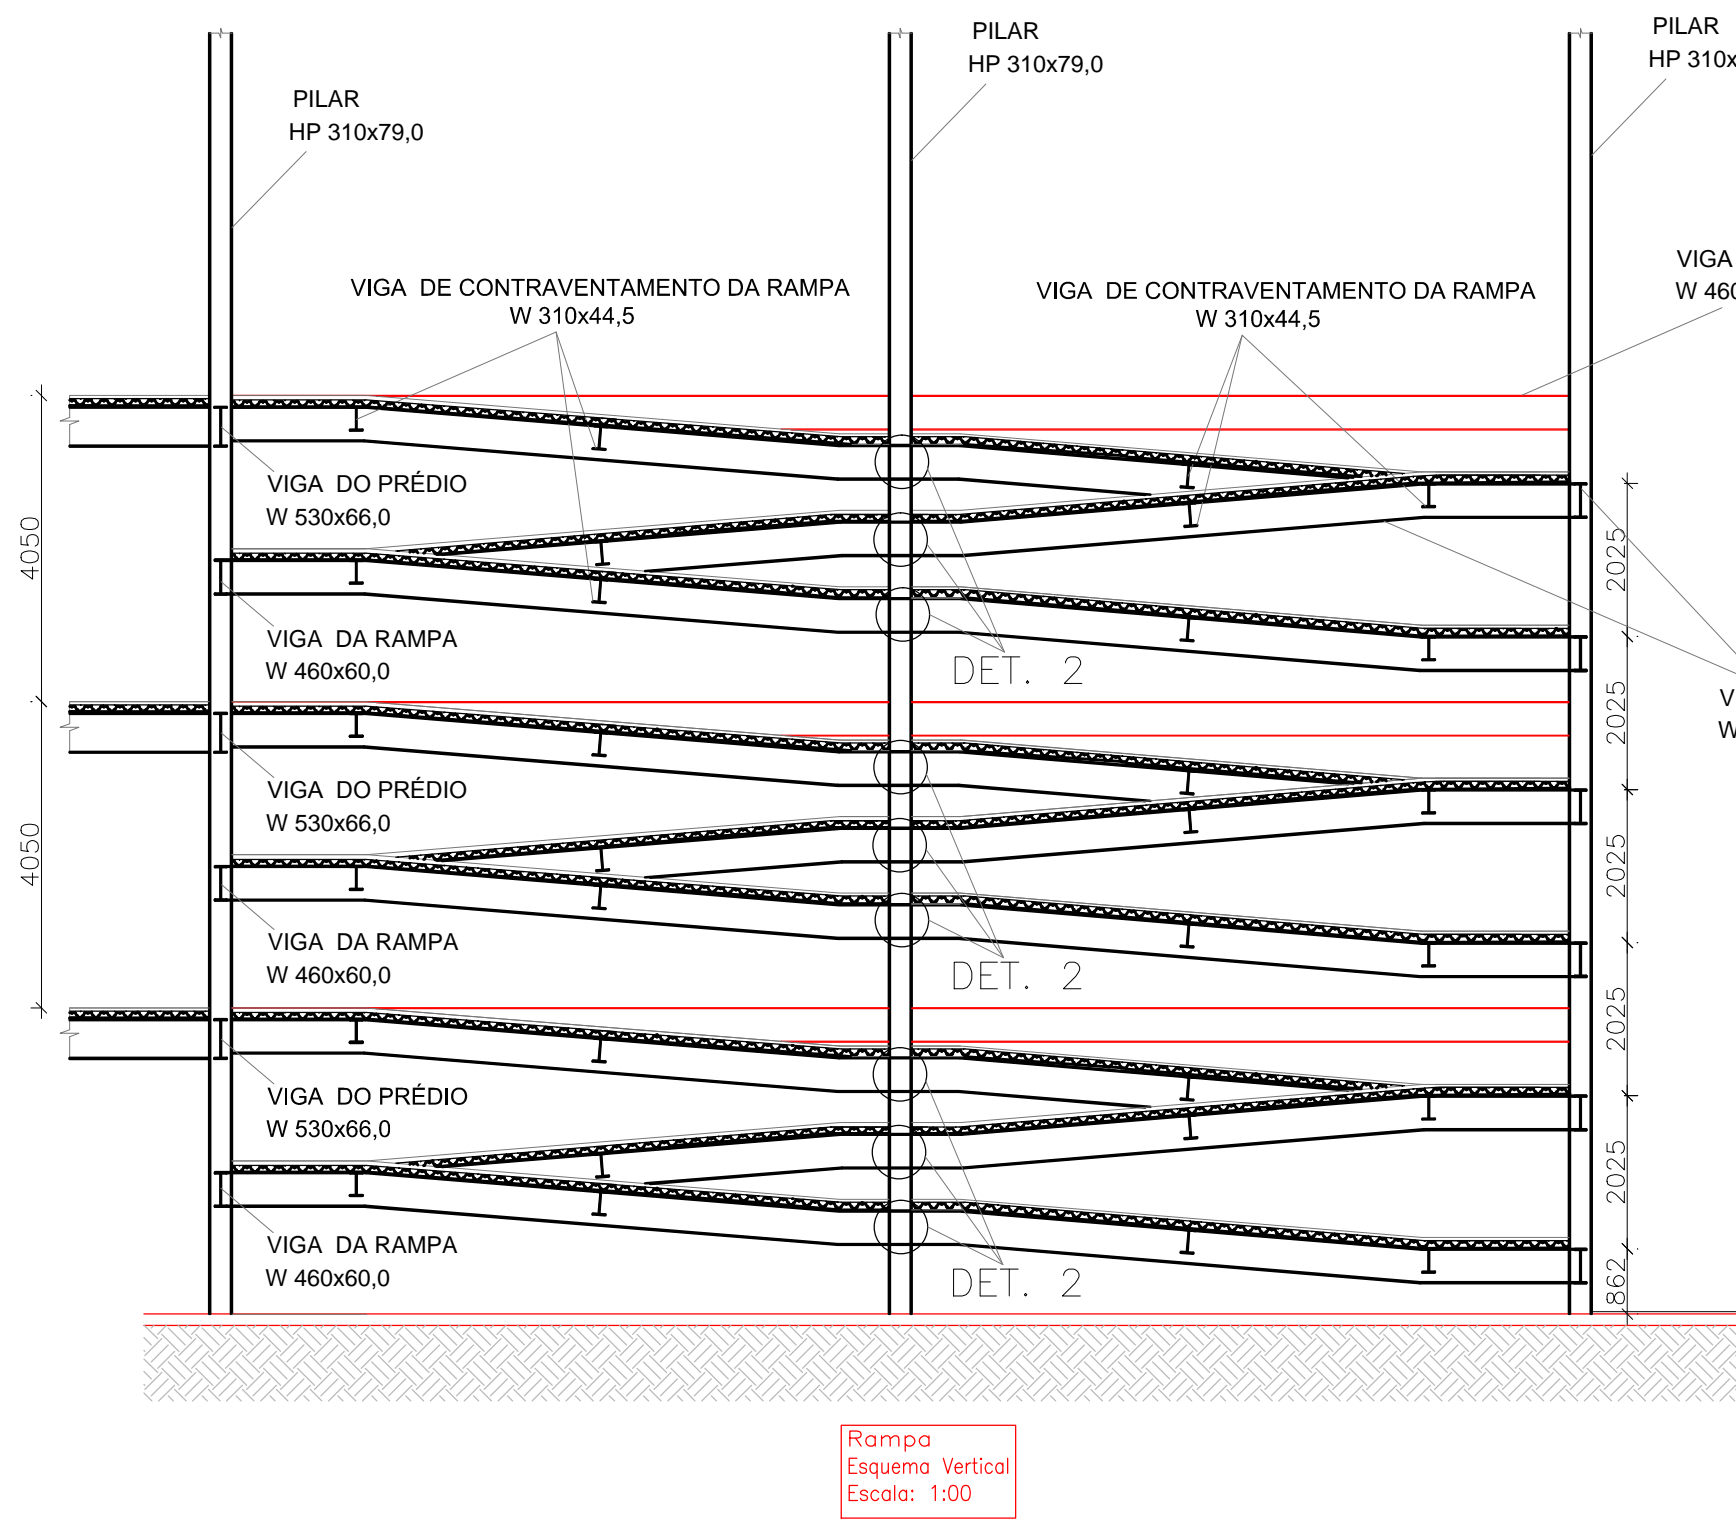 PILAR
HP 310x79,0
PILAR
HP 310x79,0
PILAR
HP 310x
VIGA DE CONTRAVENTAMENTO DA RAMPA
W 310x44,5
VIGA DE CONTRAVENTAMENTO DA RAMPA
W 310x44,5
VIGA
W 460
4050
4050
VIGA DO PRÉDIO
W 530x66,0
VIGA DA RAMPA
W 460x60,0
DET. 2
VIGA DO PRÉDIO
W 530x66,0
VIGA DA RAMPA
W 460x60,0
DET. 2
VIGA DO PRÉDIO
W 530x66,0
VIGA DA RAMPA
W 460x60,0
DET. 2
2025
2025
2025
2025
2025
862
V
W
Rampa
Esquema Vertical
Escala: 1:00